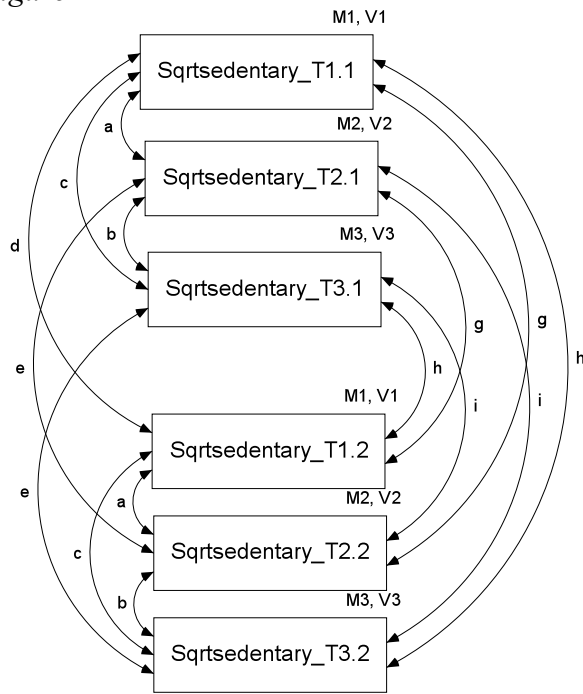 M1, V1
Sqrtsedentary_T1.1
a
M2, V2
Sqrtsedentary_T2.1
c
b
M3, V3
d
Sqrtsedentary_T3.1
g
g
e
h
h
M1, V1
i
i
Sqrtsedentary_T1.2
e
a
M2, V2
Sqrtsedentary_T2.2
c
b
M3, V3
Sqrtsedentary_T3.2